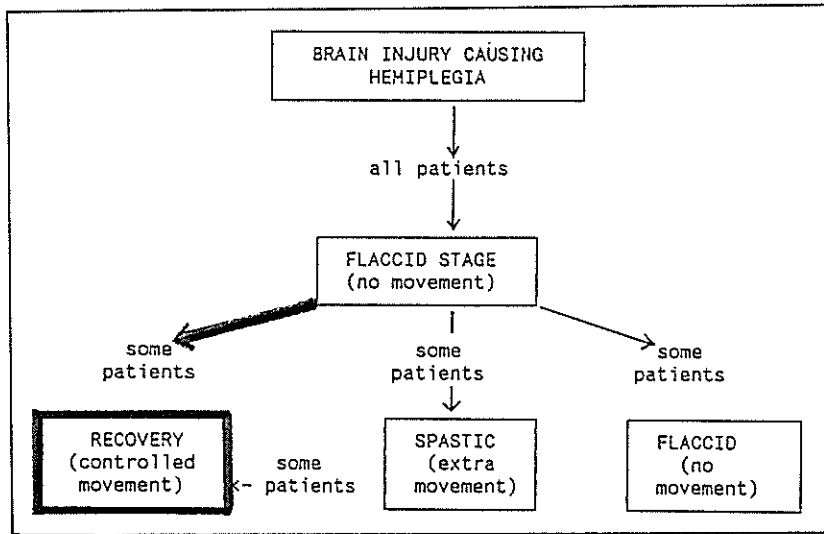 BRAIN INJURY CAUSING
HEMIPLEGIA
all patients
FLACCID STAGE
(no movement)
some
patients
some
patients
some
patients
RECOVERY
(controlled
movement)
some
patients
SPASTIC
(extra
movement)
FLACCID
(no
movement)